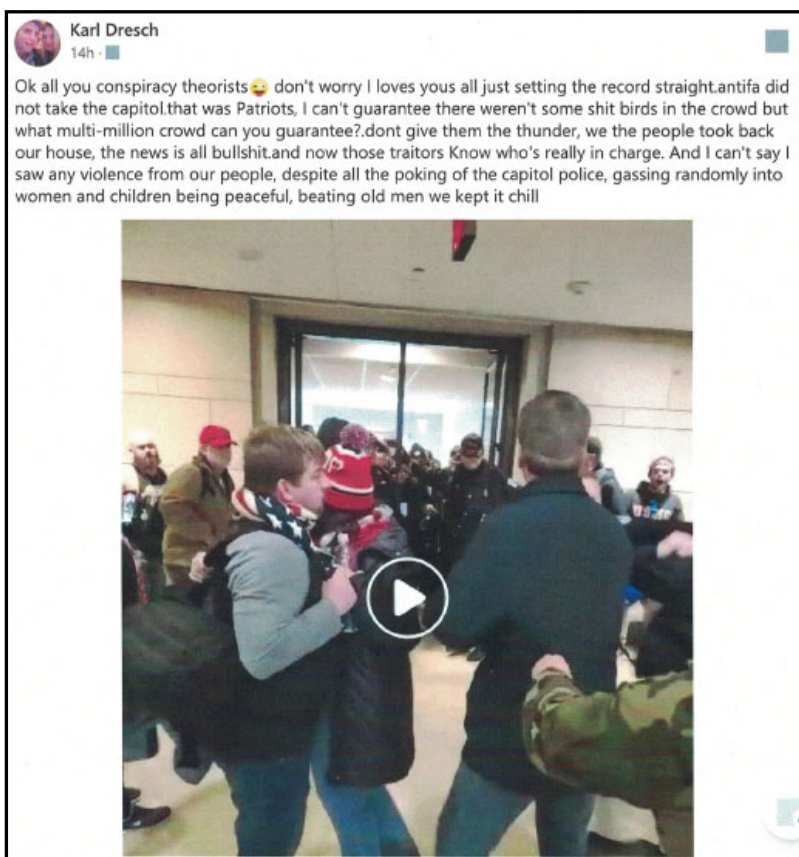 Karl Dresch
14h ·
Ok all you conspiracy theorists😜 don't worry I loves yous all just setting the record straight.antifa did
not take the capitol.that was Patriots, I can't guarantee there weren't some shit birds in the crowd but
what multi-million crowd can you guarantee?.dont give them the thunder, we the people took back
our house, the news is all bullshit.and now those traitors Know who's really in charge. And I can't say I
saw any violence from our people, despite all the poking of the capitol police, gassing randomly into
women and children being peaceful, beating old men we kept it chill